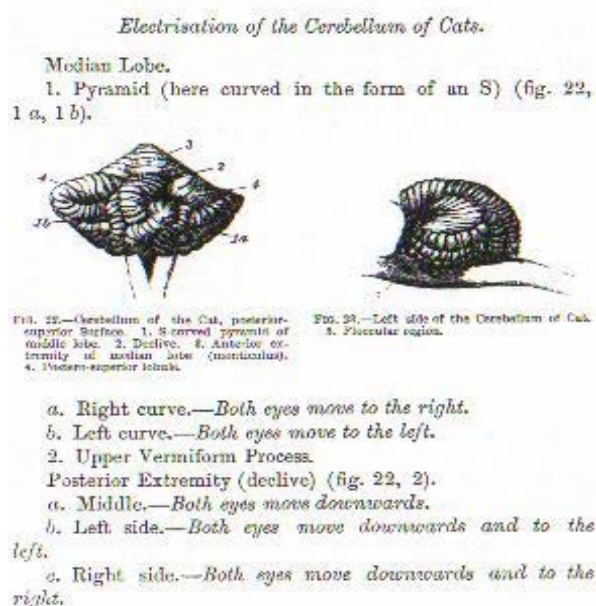 Electrisation of the Cerebellum of Cats.
Median Lobe.
1. Pyramid (here curved in the form of an S) (fig. 22,
1 a, 1 b).
3
2
4
4
1b
1a
FIG. 22.—Cerebellum of the Cat, posterior-
superior Surface. 1. S-curved pyramid of
middle lobe. 2. Declive. 3. Anterior ex-
tremity of median lobe (monticulus).
4. Postero-superior lobule.
FIG. 23.—Left side of the Cerebellum of Cat.
Floccular region.
a. Right curve.—Both eyes move to the right.
b. Left curve.—Both eyes move to the left.
2. Upper Vermiform Process.
Posterior Extremity (declive) (fig. 22, 2).
a. Middle.—Both eyes move downwards.
b. Left side.—Both eyes move downwards and to the
left.
c. Right side.—Both eyes move downwards and to the
right.